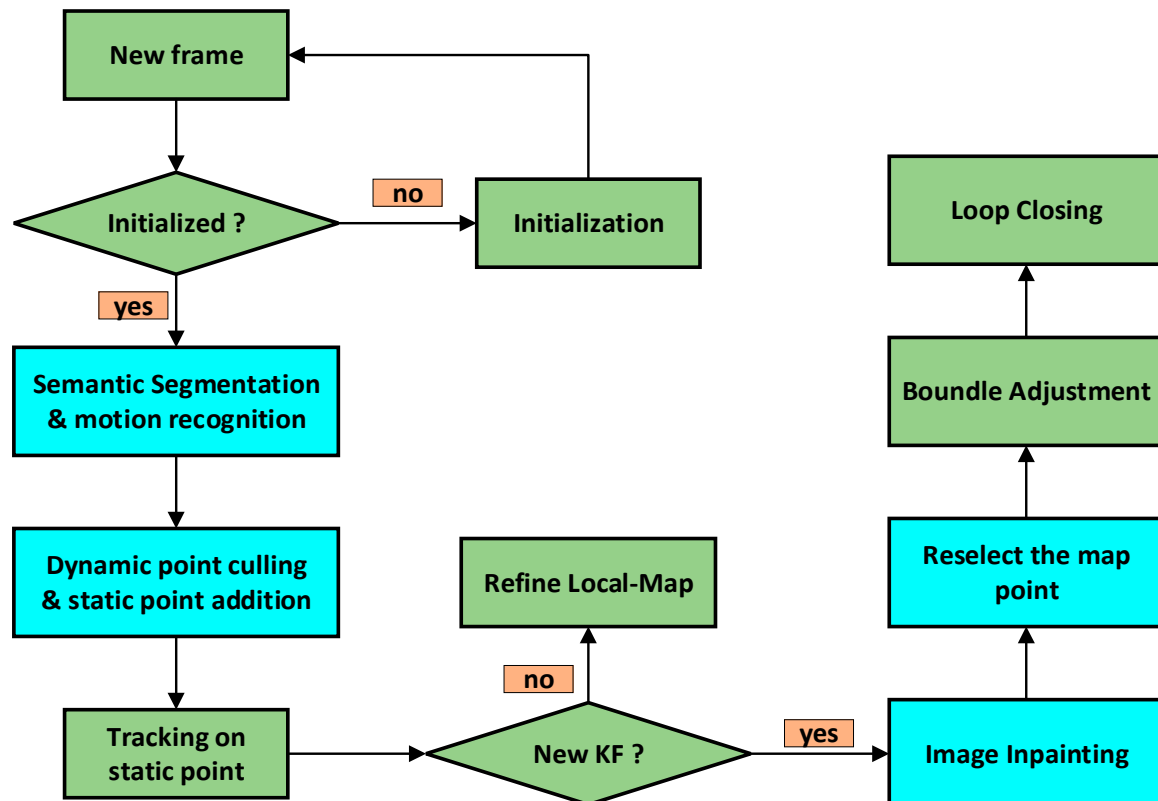 New frame
Initialized ?
no
Initialization
yes
Semantic Segmentation
& motion recognition
Dynamic point culling
& static point addition
Tracking on
static point
New KF ?
no
Refine Local-Map
yes
Image Inpainting
Reselect the map
point
Boundle Adjustment
Loop Closing